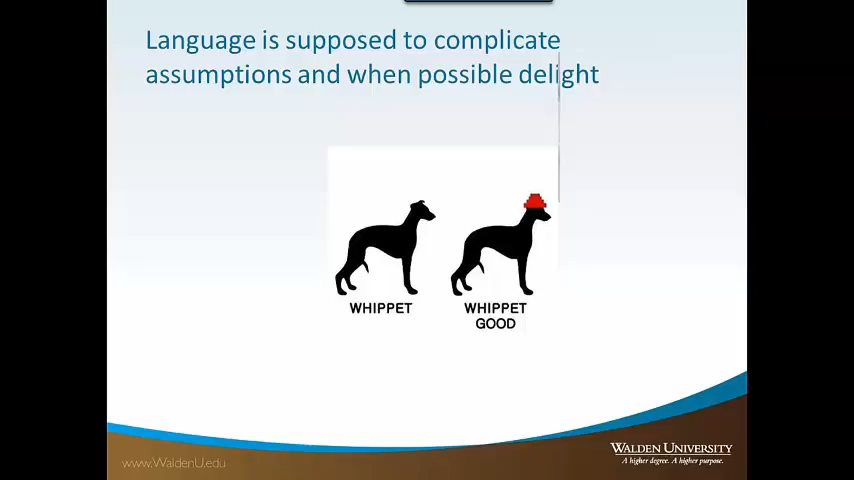 Language is supposed to complicate
assumptions and when possible delight
WHIPPET
WHIPPET
GOOD
www.WaldenU.edu
WALDEN UNIVERSITY
A higher degree. A higher purpose.